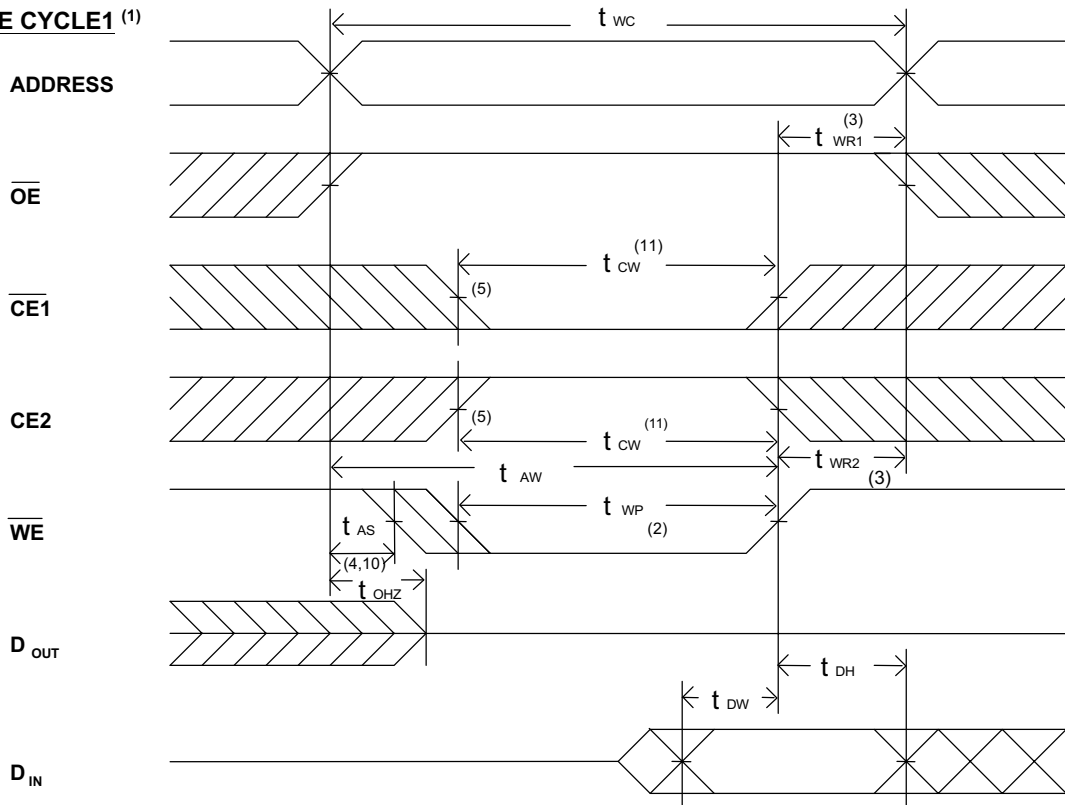 E CYCLE1 (1)
t WC
ADDRESS
(3)
t WR1
OE
(11)
t CW
CE1
(5)
CE2
(5)
t CW (11)
t AW
t WR2
(3)
WE
t WP
(2)
t AS
(4,10)
t OHZ
D OUT
t DH
t DW
D IN